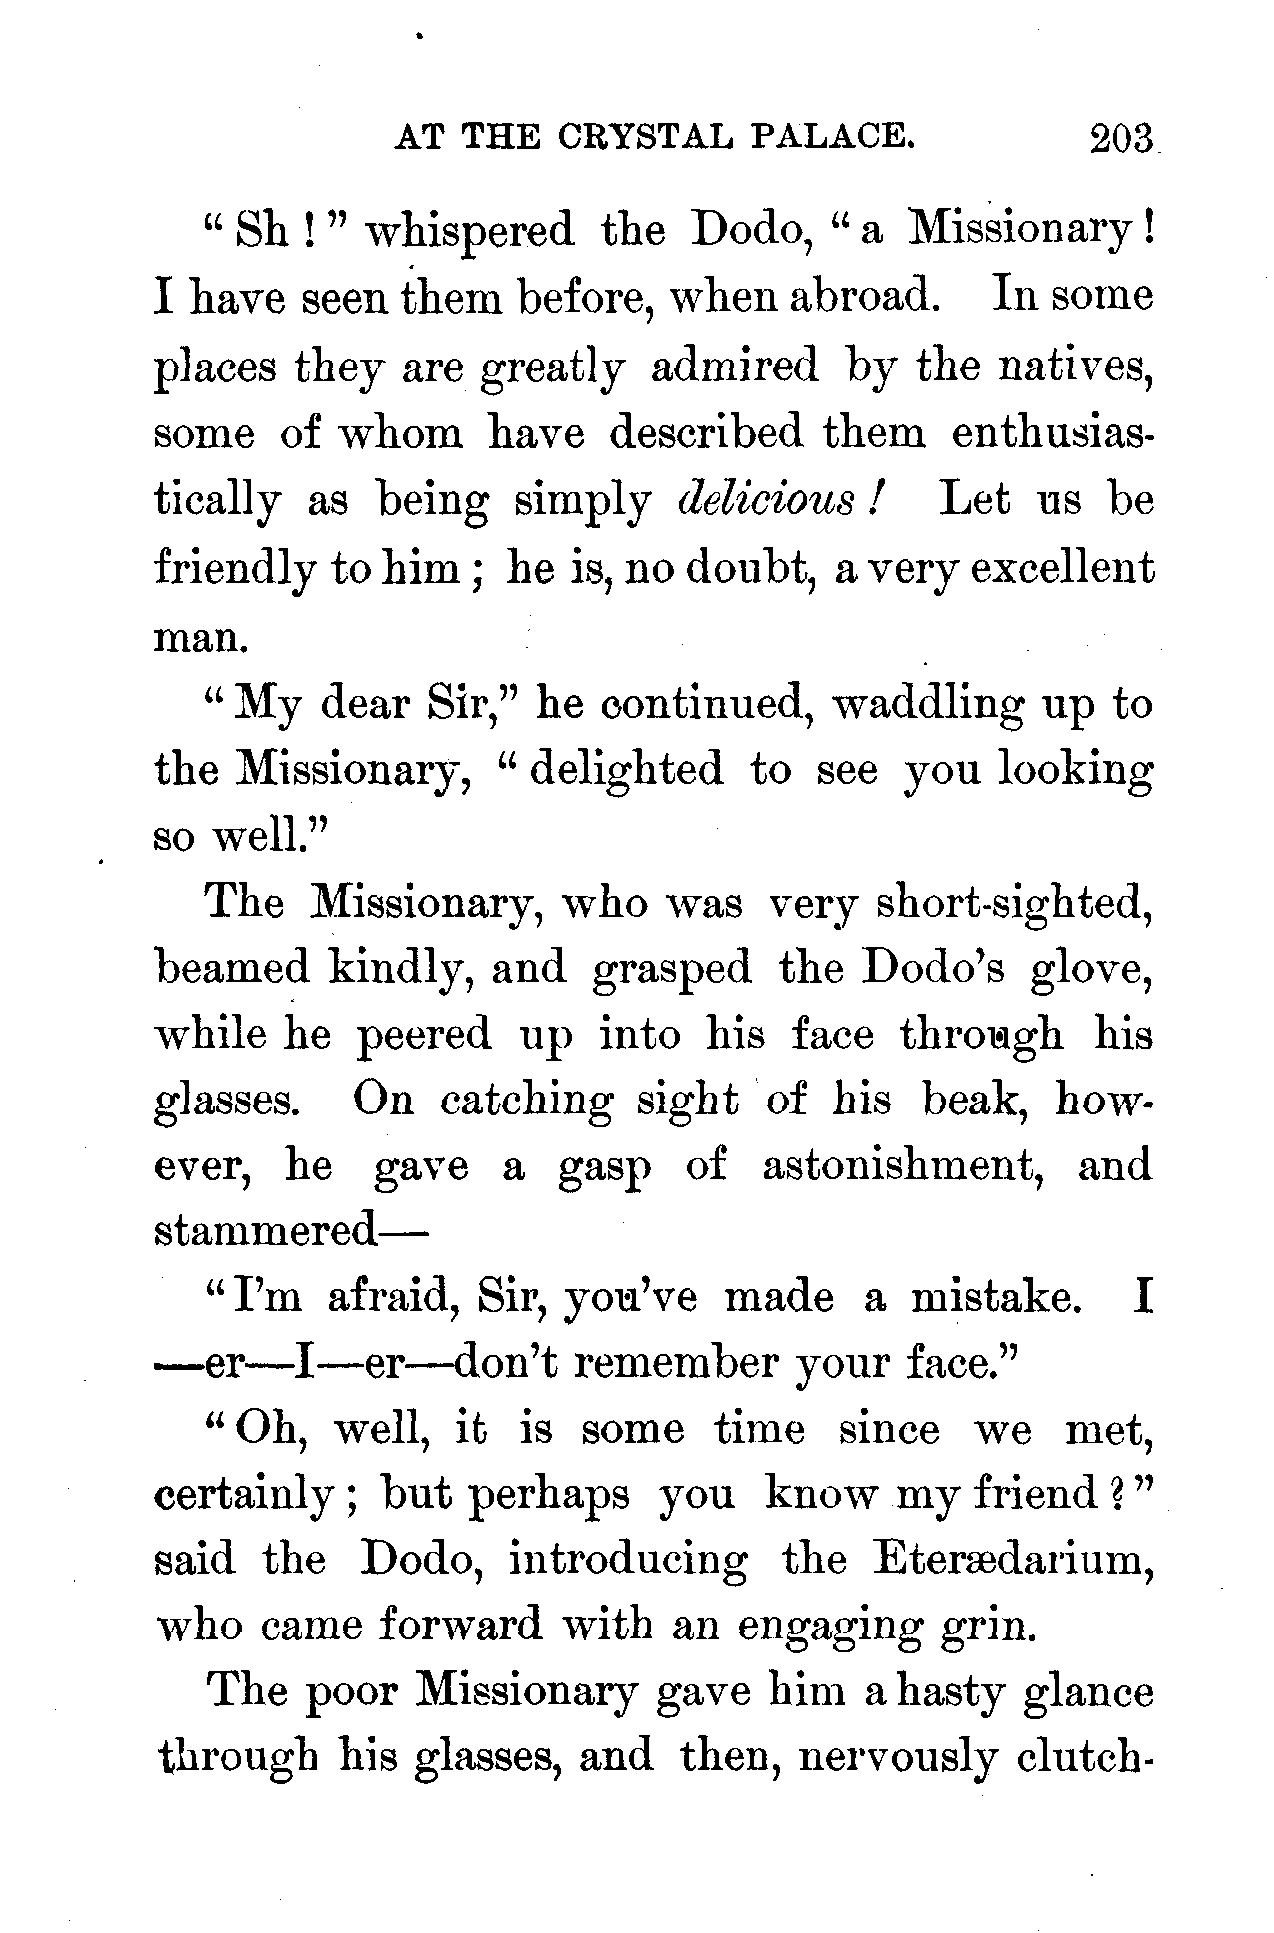 AT THE CRYSTAL PALACE. 203
“ Sh ! ” whispered the Dodo, “ a Missionary !
I have seen them before, when abroad. In some
places they are greatly admired by the natives,
some of whom have described them enthusias-
tically as being simply delicious ! Let us be
friendly to him ; he is, no doubt, a very excellent
man.
“ My dear Sir,” he continued, waddling up to
the Missionary, “ delighted to see you looking
so well.”
The Missionary, who was very short-sighted,
beamed kindly, and grasped the Dodo’s glove,
while he peered up into his face through his
glasses. On catching sight of his beak, how-
ever, he gave a gasp of astonishment, and
stammered—
“ I’m afraid, Sir, you’ve made a mistake. I
—er—I—er—don’t remember your face.”
“ Oh, well, it is some time since we met,
certainly ; but perhaps you know my friend ? ”
said the Dodo, introducing the Eteraedarium,
who came forward with an engaging grin.
The poor Missionary gave him a hasty glance
through his glasses, and then, nervously clutch-